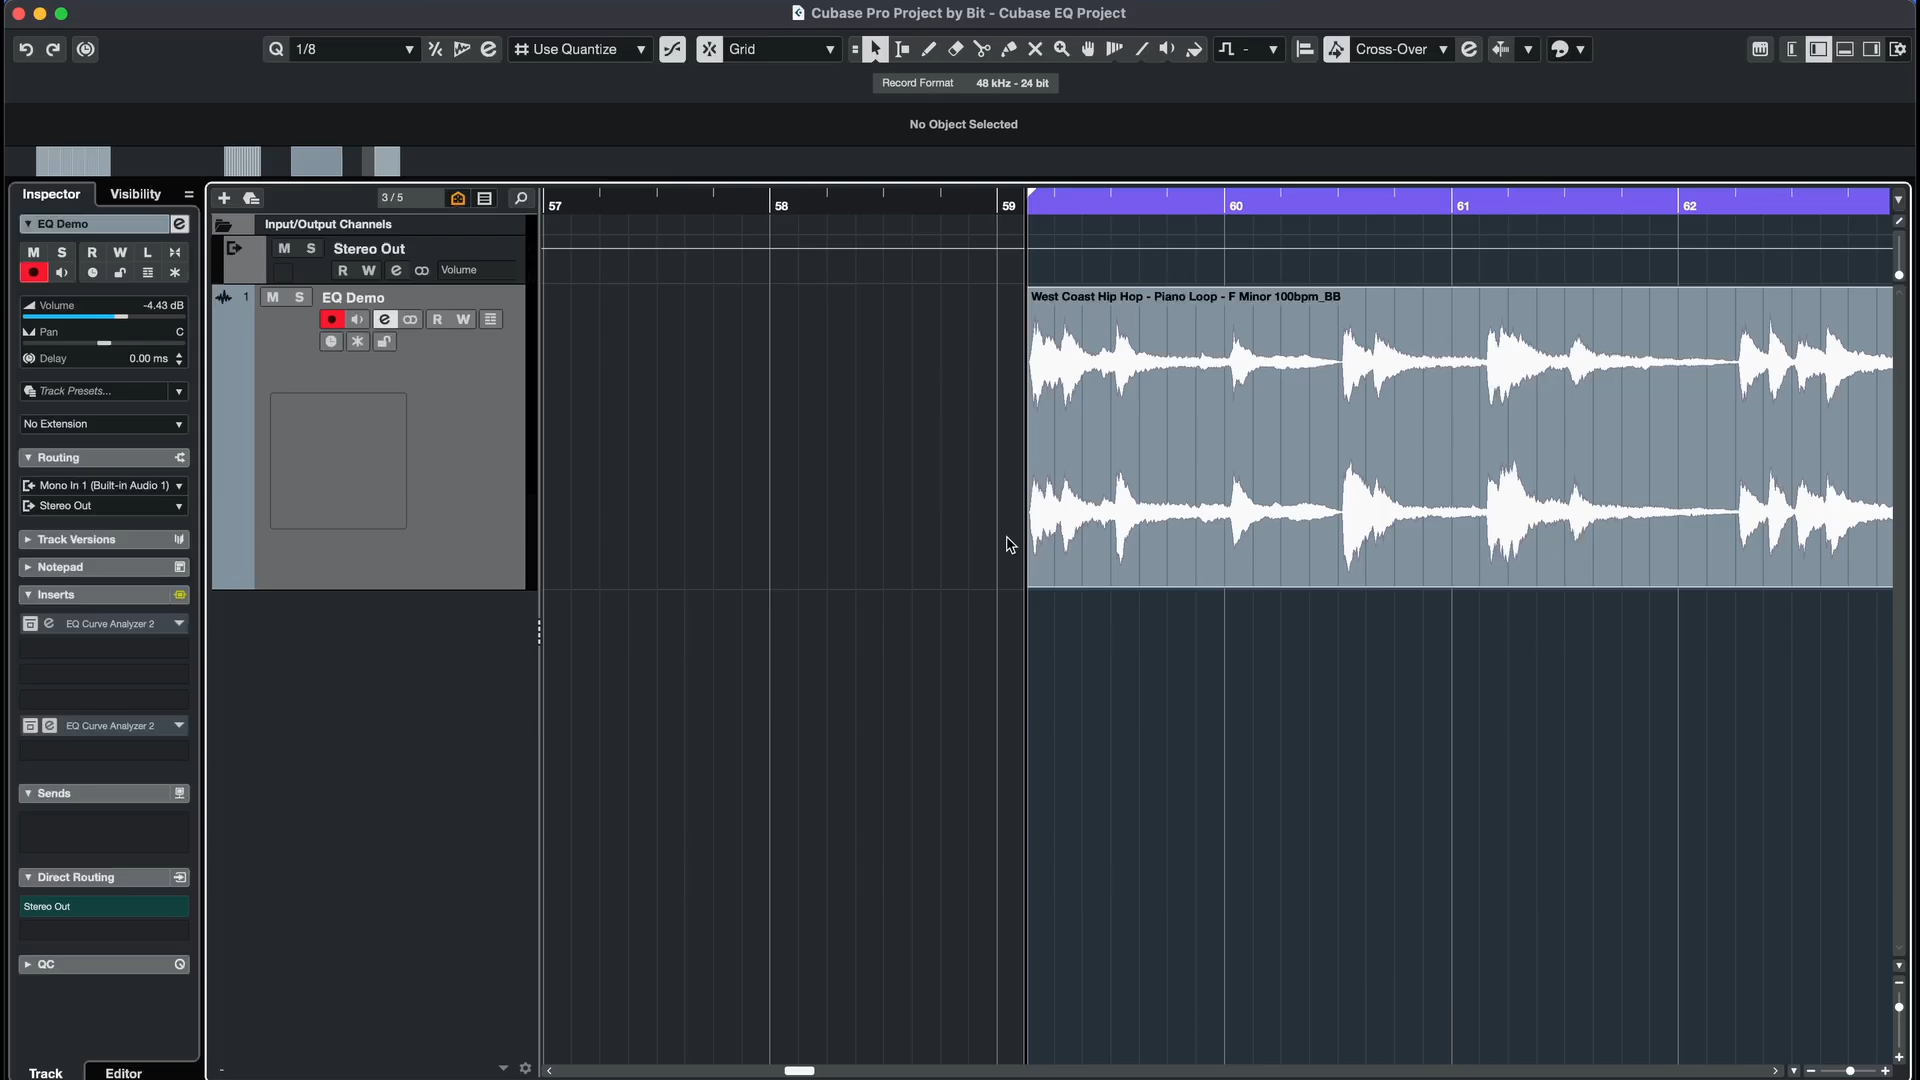 Cubase Pro Project by Bit - Cubase EQ Project
1/8
Use Quantize
Grid
-
Cross-Over
Record Format 48 kHz - 24 bit
No Object Selected
Inspector
Visibility
EQ Demo
M S R W L
Volume -4.43 dB
Pan C
Delay 0.00 ms
Track Presets...
No Extension
Routing
Mono In 1 (Built-in Audio 1)
Stereo Out
Track Versions
Notepad
Inserts
EQ Curve Analyzer 2
EQ Curve Analyzer 2
Sends
Direct Routing
Stereo Out
QC
Track
Editor
3 / 5
Input/Output Channels
M S Stereo Out
R W e Volume
1 M S EQ Demo
e R W
-
57 58 59 60 61 62
West Coast Hip Hop - Piano Loop - F Minor 100bpm_BB